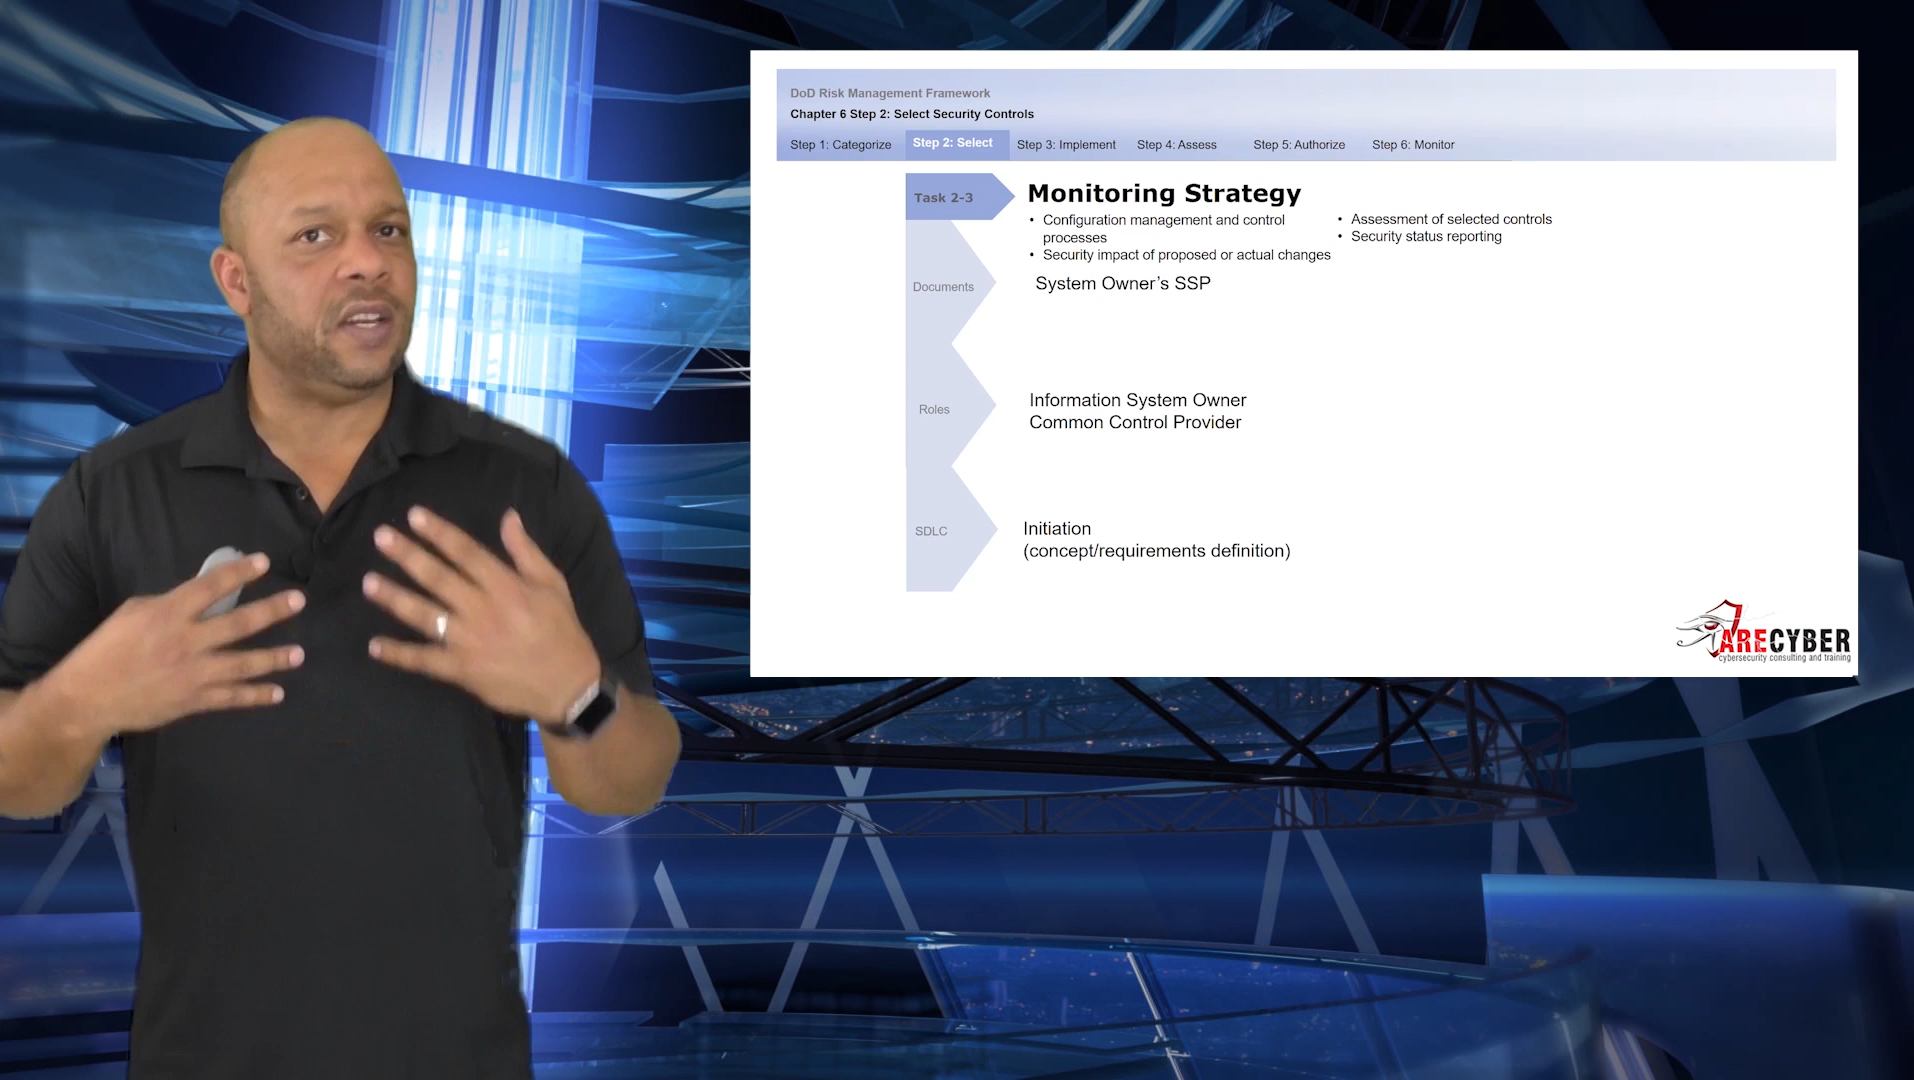 DoD Risk Management Framework
Chapter 6 Step 2: Select Security Controls
Step 1: Categorize Step 2: Select Step 3: Implement Step 4: Assess Step 5: Authorize Step 6: Monitor
Task 2-3
Monitoring Strategy
• Configuration management and control
processes
• Security impact of proposed or actual changes
• Assessment of selected controls
• Security status reporting
Documents
System Owner’s SSP
Roles
Information System Owner
Common Control Provider
SDLC
Initiation
(concept/requirements definition)
ARECYBER
cybersecurity consulting and training